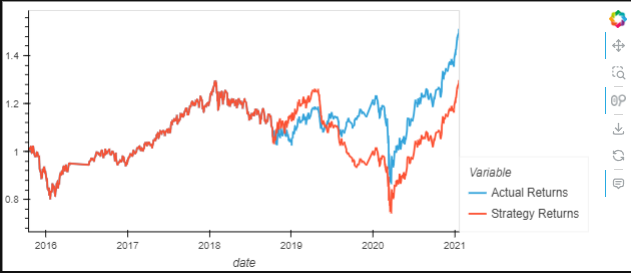 1.4
1.2
1
0.8
2016 2017 2018 2019 2020 2021
date
Variable
Actual Returns
Strategy Returns